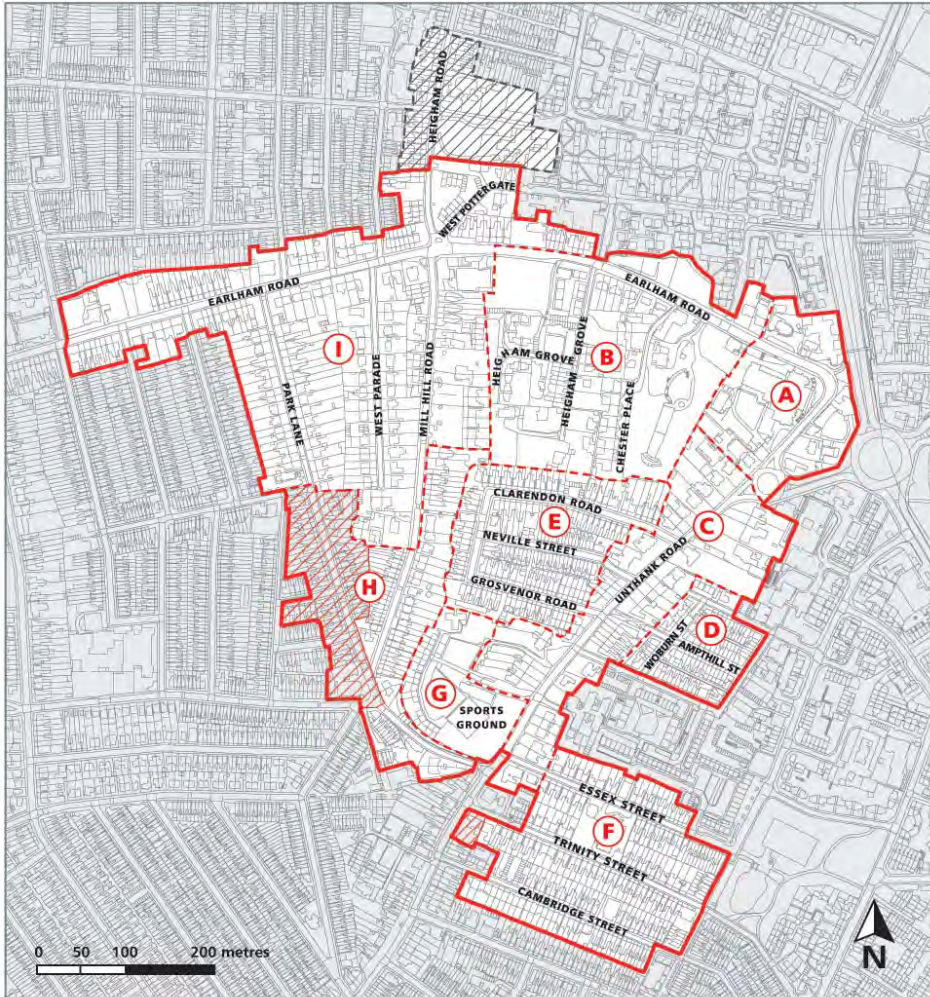 HEIGHAM ROAD
WEST POTTERGATE
EARLHAM ROAD
EARLHAM ROAD
I
HEIGHAM GROVE
HEIGHAM GROVE
B
A
PARK LANE
WEST PARADE
MILL HILL ROAD
CHESTER PLACE
CLARENDON ROAD
E
C
NEVILLE STREET
UNTHANK ROAD
H
GROSVENOR ROAD
D
WOBURN ST
AMPTHILL ST
G
SPORTS
GROUND
ESSEX STREET
F
TRINITY STREET
CAMBRIDGE STREET
0 50 100 200 metres
N